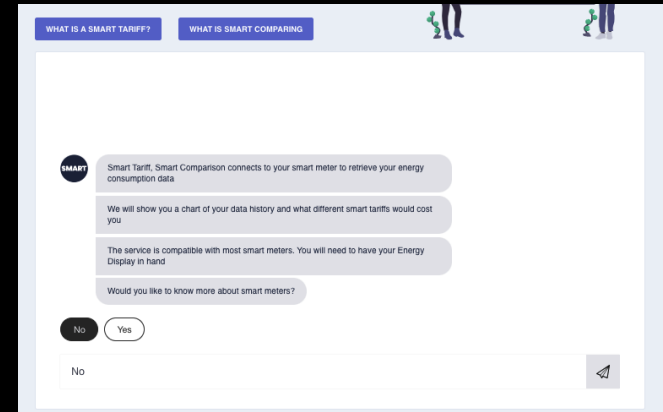 WHAT IS A SMART TARIFF?
WHAT IS SMART COMPARING
SMART
Smart Tariff, Smart Comparison connects to your smart meter to retrieve your energy
consumption data
We will show you a chart of your data history and what different smart tariffs would cost
you
The service is compatible with most smart meters. You will need to have your Energy
Display in hand
Would you like to know more about smart meters?
No
Yes
No